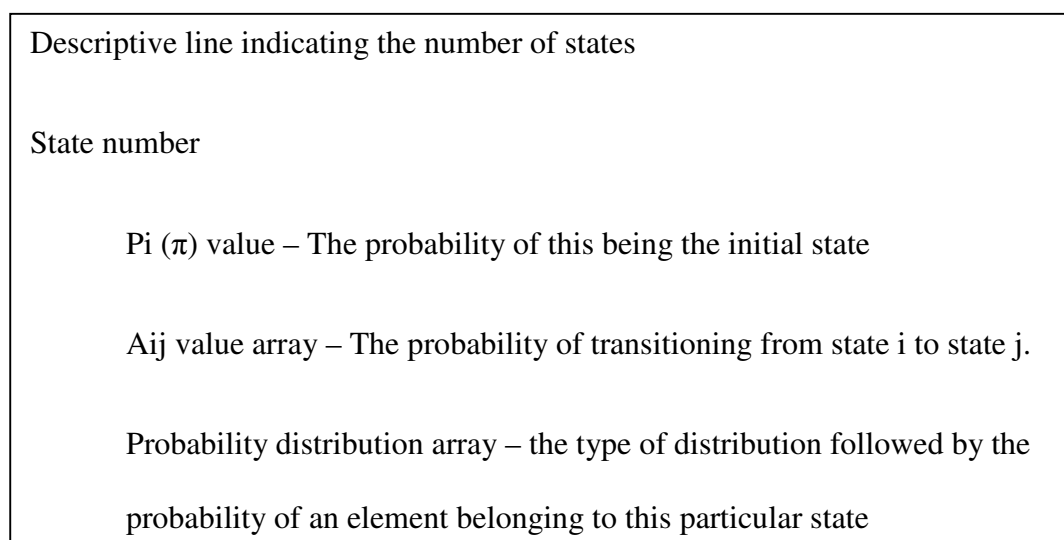 Descriptive line indicating the number of states
State number
Pi (π) value – The probability of this being the initial state
Aij value array – The probability of transitioning from state i to state j.
Probability distribution array – the type of distribution followed by the
probability of an element belonging to this particular state